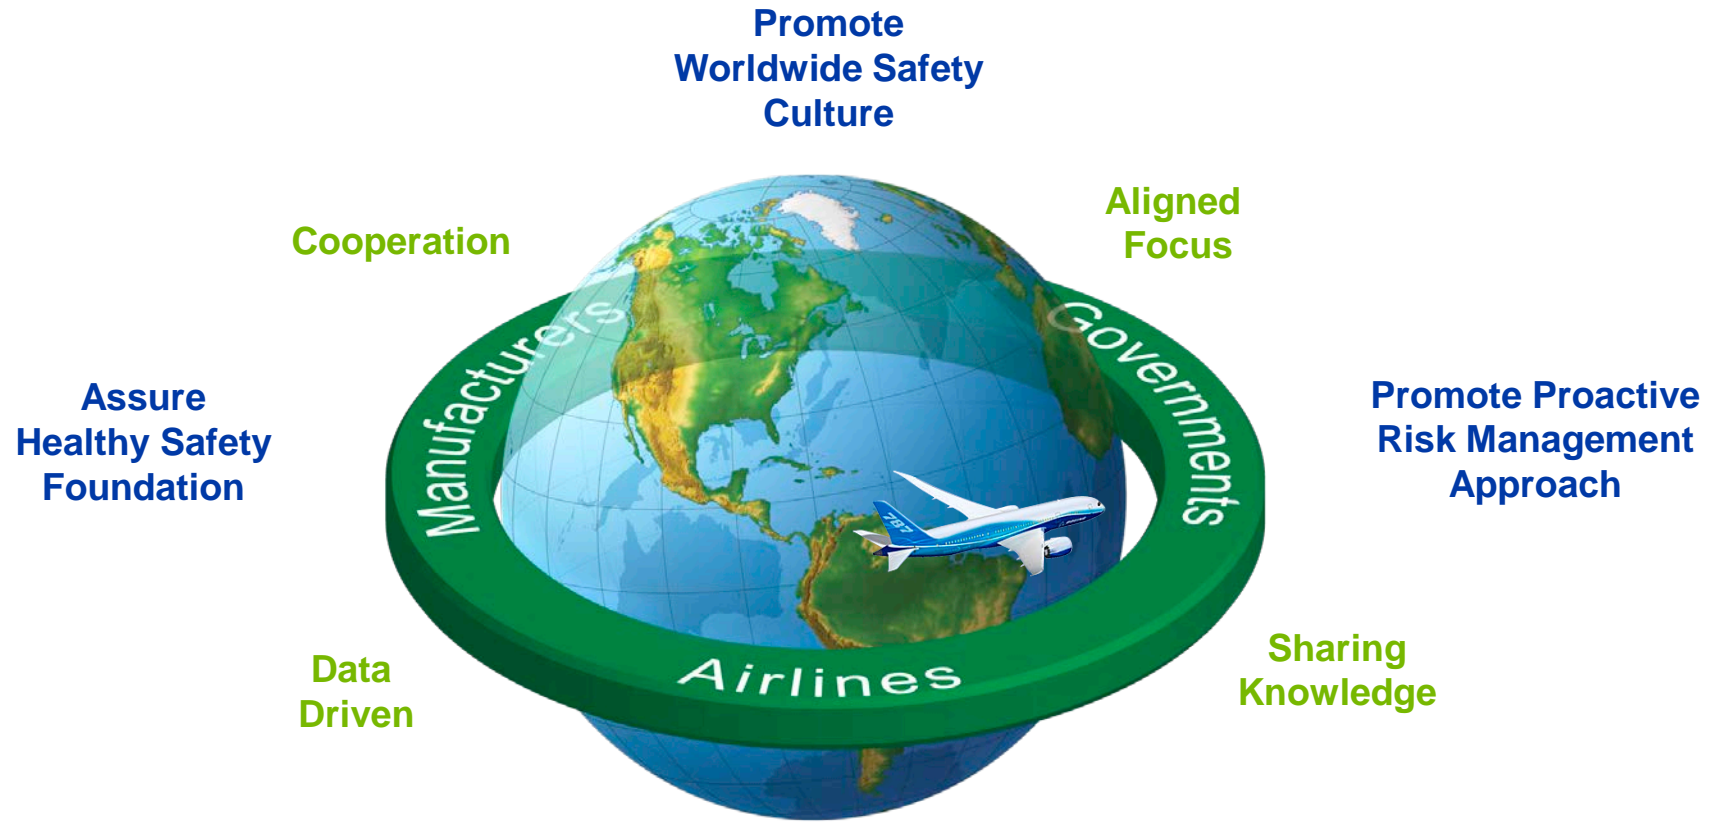 Promote
Worldwide Safety
Culture
Aligned
Focus
Cooperation
Manufacturers
Governments
Assure
Healthy Safety
Foundation
Promote Proactive
Risk Management
Approach
787
Data
Driven
Airlines
Sharing
Knowledge